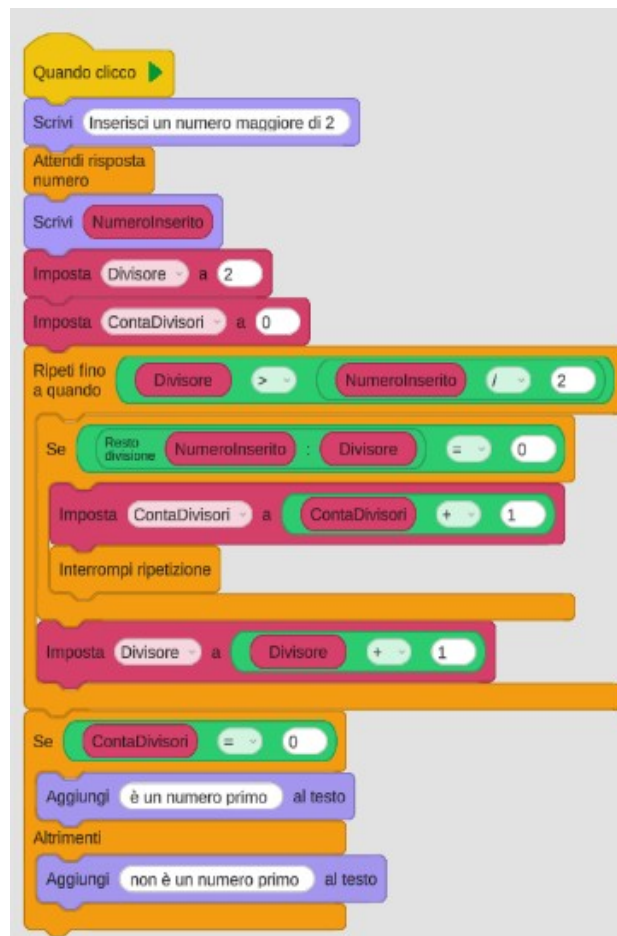 Quando clicco
Scrivi Inserisci un numero maggiore di 2
Attendi risposta
numero
Scrivi NumeroInserito
Imposta Divisore a 2
Imposta ContaDivisori a 0
Ripeti fino
a quando Divisore > NumeroInserito / 2
Se Resto
divisione NumeroInserito : Divisore = 0
Imposta ContaDivisori a ContaDivisori + 1
Interrompi ripetizione
Imposta Divisore a Divisore + 1
Se ContaDivisori = 0
Aggiungi è un numero primo al testo
Altrimenti
Aggiungi non è un numero primo al testo